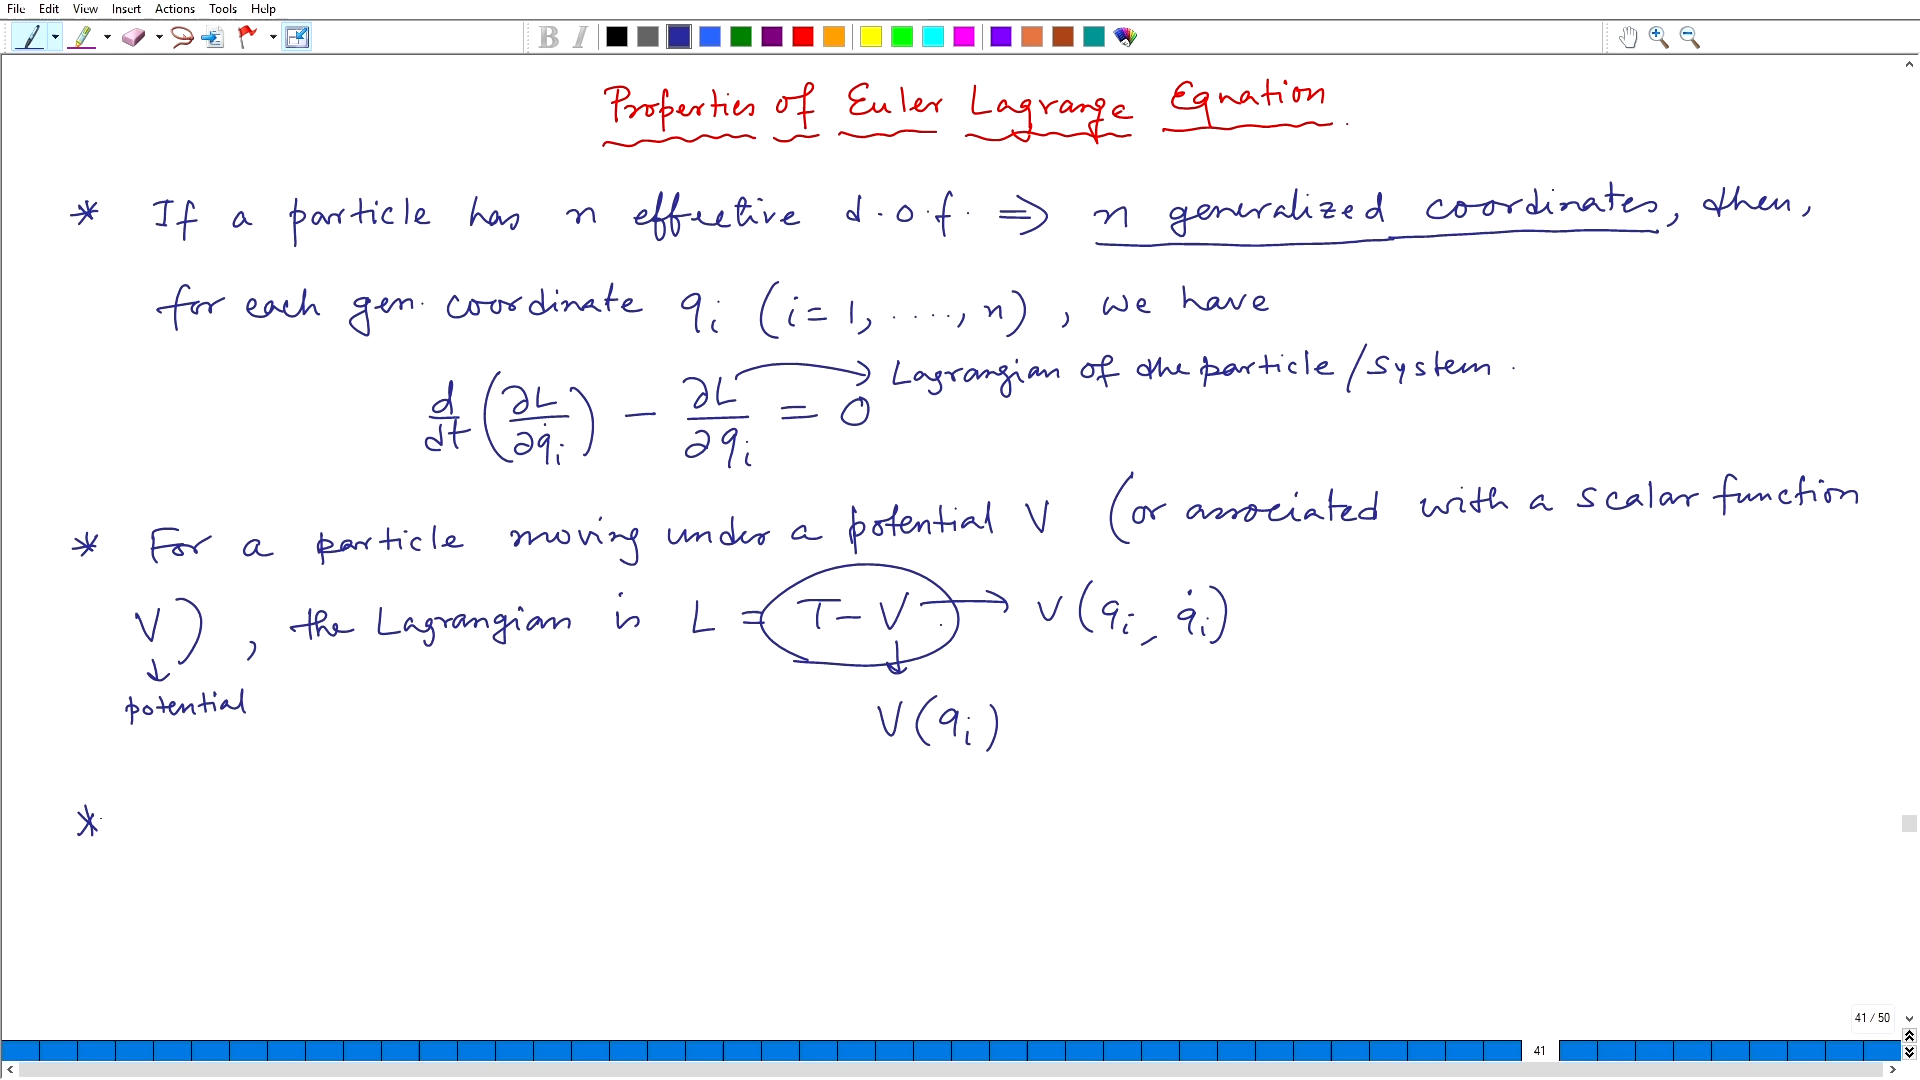 File Edit View Insert Actions Tools Help
B I
Properties of Euler Lagrange Equation.
* If a particle has n effective d.o.f. ⇒ n generalized coordinates, then,
for each gen. coordinate qᵢ (i = 1, ....., n), we have
d/dt (∂L/∂q̇ᵢ) − ∂L/∂qᵢ = 0 → Lagrangian of the particle/system.
* For a particle moving under a potential V (or associated with a scalar function
V), the Lagrangian is L = T − V → V(qᵢ, q̇ᵢ)
↓
potential
↓
V(qᵢ)
*
41 / 50
41